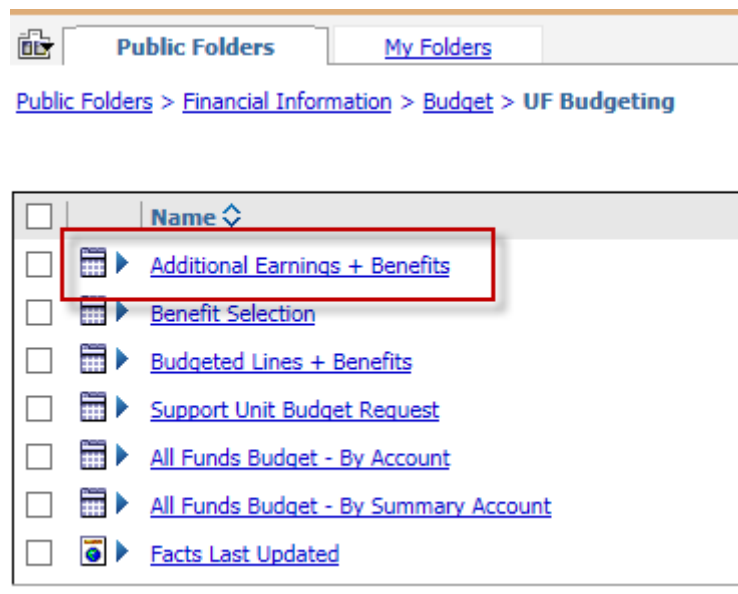 Public Folders My Folders
Public Folders > Financial Information > Budget > UF Budgeting
Name
Additional Earnings + Benefits
Benefit Selection
Budgeted Lines + Benefits
Support Unit Budget Request
All Funds Budget - By Account
All Funds Budget - By Summary Account
Facts Last Updated